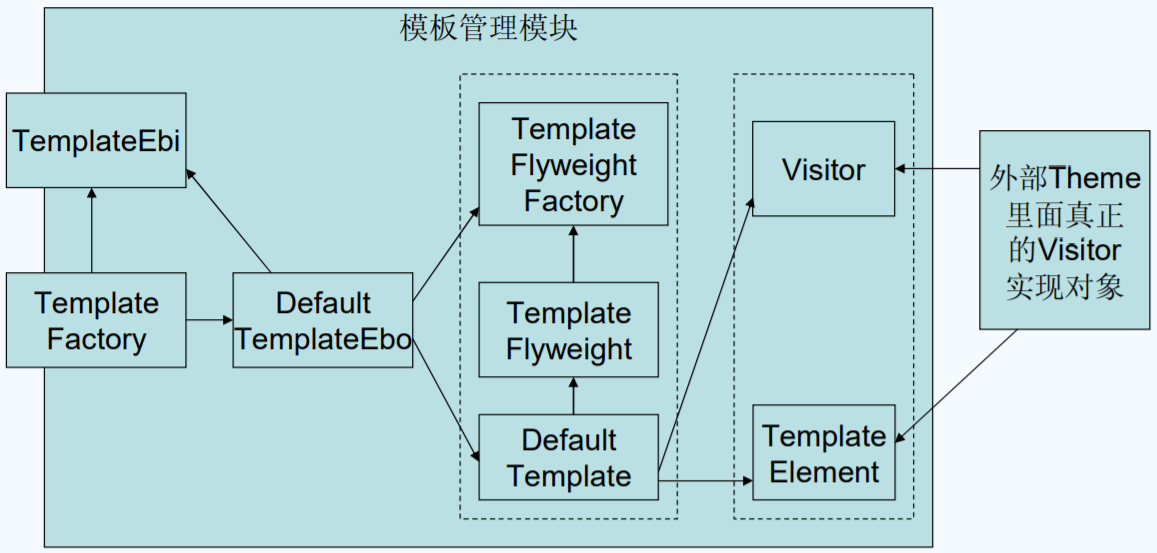 模板管理模块
TemplateEbi
Template
Factory
Default
TemplateEbo
Template
Flyweight
Factory
Template
Flyweight
Default
Template
Visitor
Template
Element
外部Theme
里面真正
的Visitor
实现对象